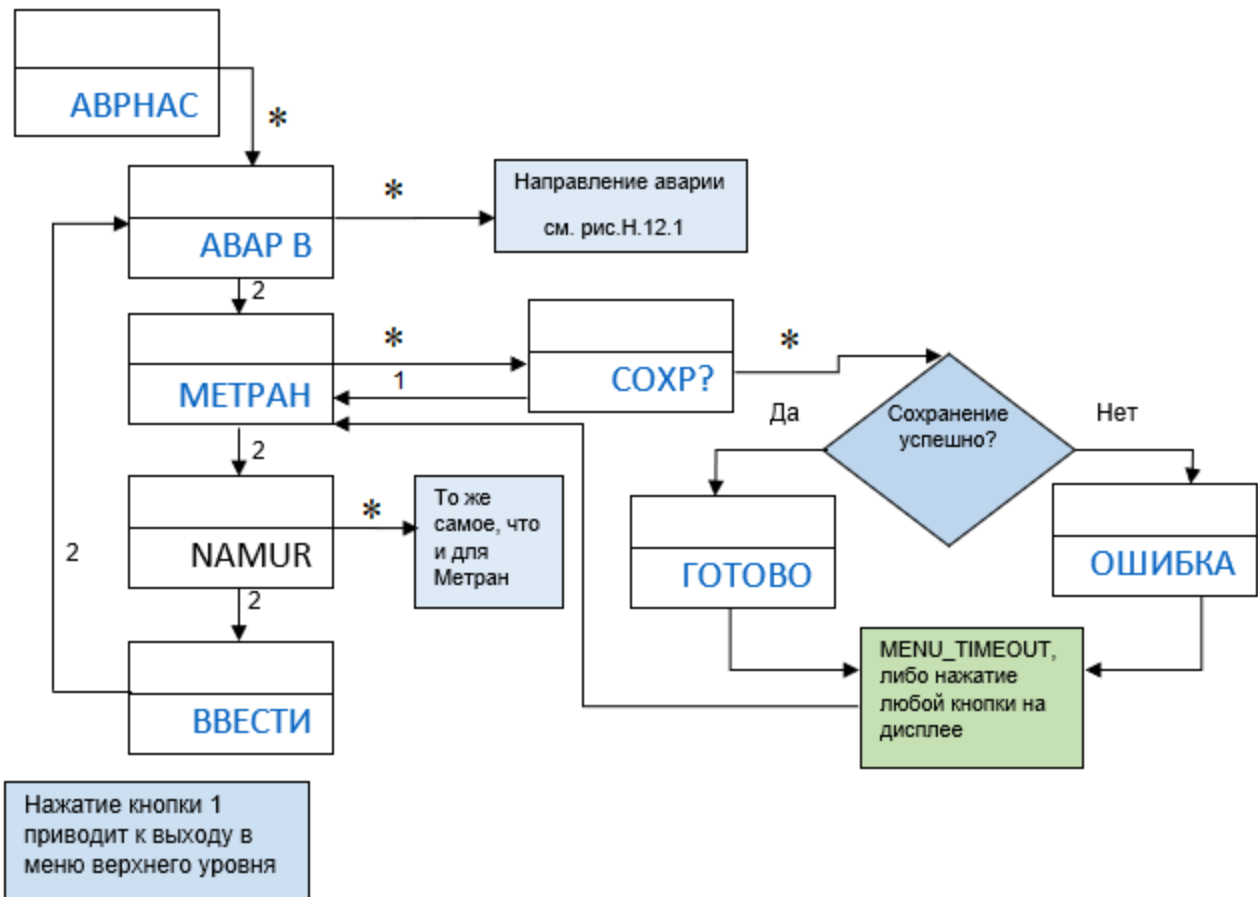 АВРНАС
*
АВАР В
*
Направление аварии
см. рис.Н.12.1
2
МЕТРАН
*
1
СОХР?
*
Да
Сохранение
успешно?
Нет
2
NAMUR
*
То же
самое, что
и для
Метран
ГОТОВО
ОШИБКА
2
2
ВВЕСТИ
MENU_TIMEOUT,
либо нажатие
любой кнопки на
дисплее
Нажатие кнопки 1
приводит к выходу в
меню верхнего уровня